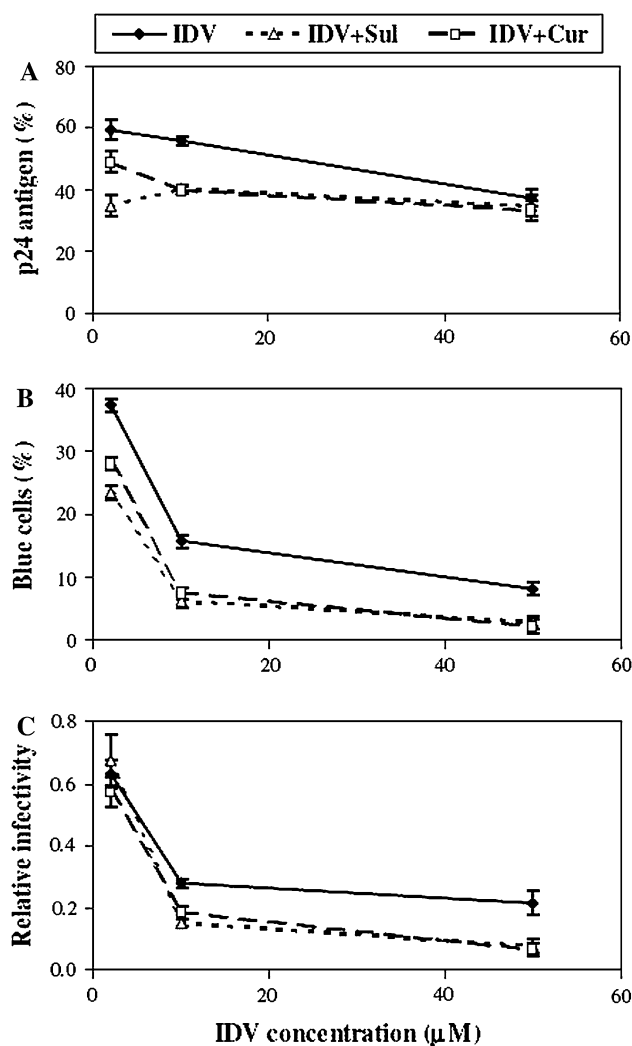 IDV IDV+Sul IDV+Cur
A
p24 antigen (%)
80
60
40
20
0
0 20 40 60
B
Blue cells (%)
40
30
20
10
0
0 20 40 60
C
Relative infectivity
0.8
0.6
0.4
0.2
0.0
0 20 40 60
IDV concentration (µM)